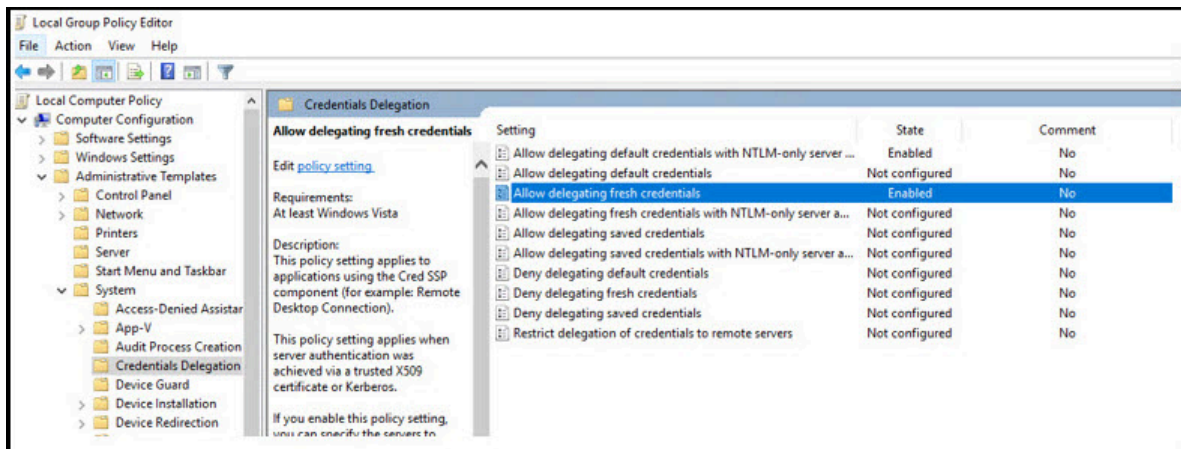 Local Group Policy Editor
File Action View Help
Local Computer Policy
Computer Configuration
Software Settings
Windows Settings
Administrative Templates
Control Panel
Network
Printers
Server
Start Menu and Taskbar
System
Access-Denied Assistar
App-V
Audit Process Creation
Credentials Delegation
Device Guard
Device Installation
Device Redirection
Credentials Delegation
Allow delegating fresh credentials
Edit policy setting
Requirements:
At least Windows Vista
Description:
This policy setting applies to
applications using the Cred SSP
component (for example: Remote
Desktop Connection).
This policy setting applies when
server authentication was
achieved via a trusted X509
certificate or Kerberos.
If you enable this policy setting,
you can specify the servers to
Setting State Comment
Allow delegating default credentials with NTLM-only server ... Enabled No
Allow delegating default credentials Not configured No
Allow delegating fresh credentials Enabled No
Allow delegating fresh credentials with NTLM-only server a... Not configured No
Allow delegating saved credentials Not configured No
Allow delegating saved credentials with NTLM-only server a... Not configured No
Deny delegating default credentials Not configured No
Deny delegating fresh credentials Not configured No
Deny delegating saved credentials Not configured No
Restrict delegation of credentials to remote servers Not configured No